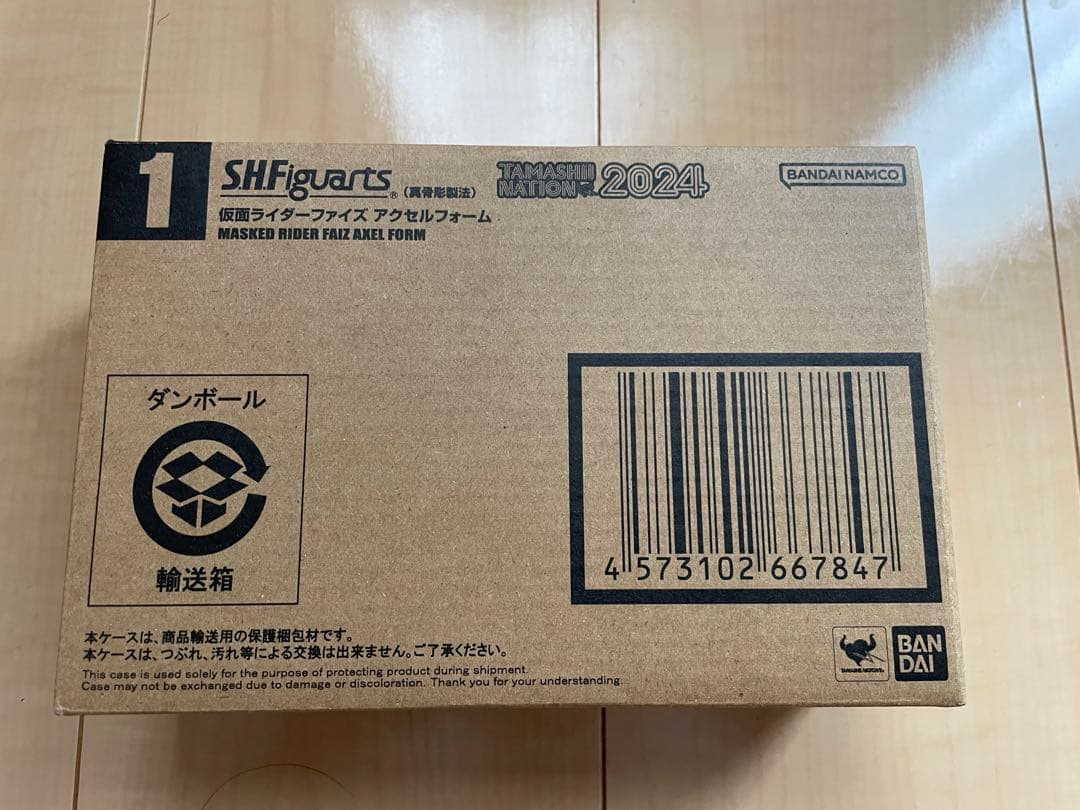 1
S.H.Figuarts® (真骨彫製法)
TAMASHII NATION 2024
BANDAI NAMCO
仮面ライダーファイズ アクセルフォーム
MASKED RIDER FAIZ AXEL FORM
ダンボール
輸送箱
4 573102 667847
本ケースは、商品輸送用の保護梱包材です。
本ケースは、つぶれ、汚れ等による交換は出来ません。ご了承ください。
This case is used solely for the purpose of protecting product during shipment.
Case may not be exchanged due to damage or discoloration. Thank you for your understanding.
TAMASHII NATIONS
BAN
DAI